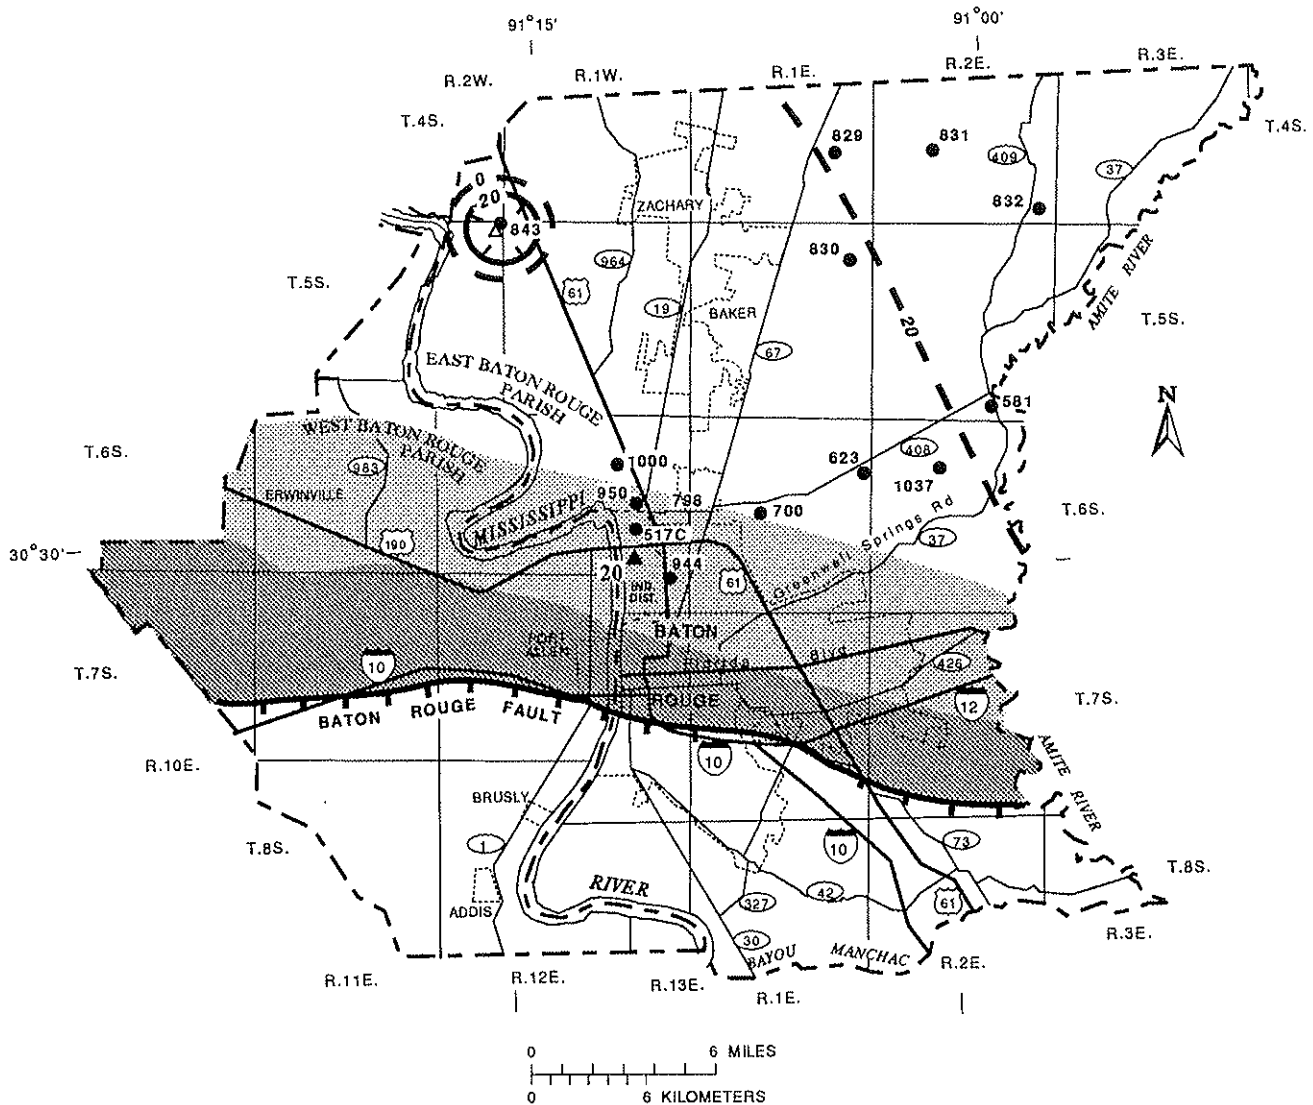 91°15'
91°00'
R.2W.
R.1W.
R.1E.
R.2E.
R.3E.
T.4S.
T.4S.
829
831
409
37
0
20
843
ZACHARY
832
830
964
AMITE RIVER
T.5S.
61
19
BAKER
20
T.5S.
67
EAST BATON ROUGE
PARISH
N
581
WEST BATON ROUGE
PARISH
T.6S.
983
1000
623
408
1037
ERWINVILLE
950
798
700
T.6S.
MISSISSIPPI
517C
Greenwell Springs Rd
37
190
30°30'
20
944
61
IND.
DIST.
BATON
PORT
ALLEN
Florida Blvd
426
T.7S.
10
ROUGE
12
T.7S.
BATON ROUGE FAULT
10
AMITE RIVER
R.10E.
BRUSLY
1
10
73
T.8S.
T.8S.
RIVER
42
61
ADDIS
327
30
R.3E.
BAYOU MANCHAC
R.11E.
R.12E.
R.13E.
R.1E.
R.2E.
0 6 MILES
0 6 KILOMETERS